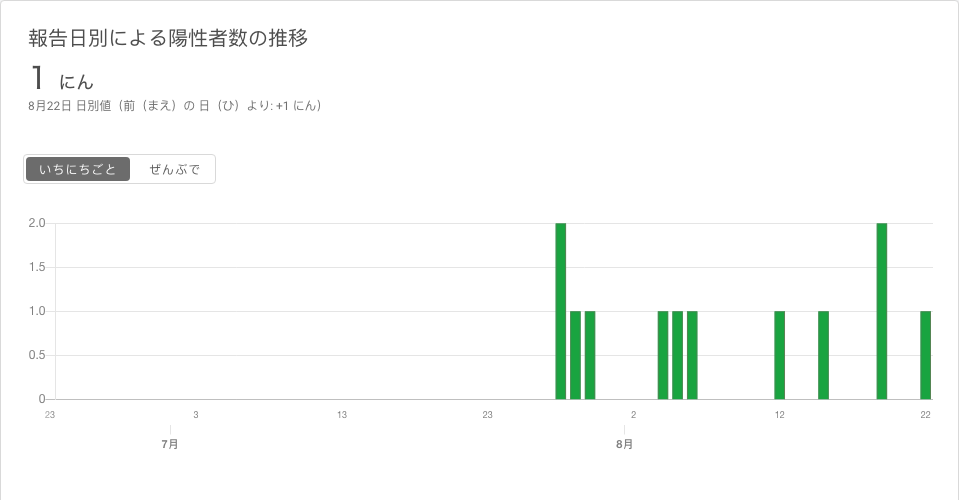 報告日別による陽性者数の推移
1 にん
8月22日 日別値（前（まえ）の 日（ひ）より: +1 にん）
いちにちごと ぜんぶで
2.0
1.5
1.0
0.5
0
23 3 13 23 2 12 22
7月 8月